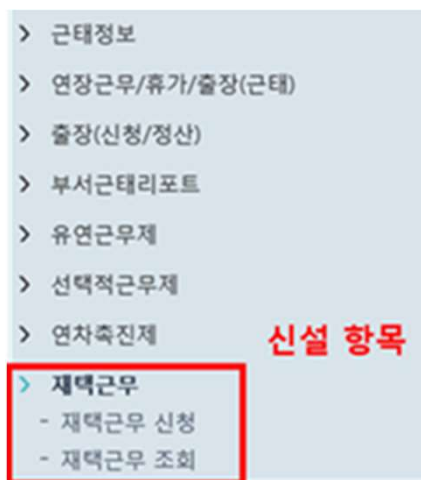 > 근태정보
> 연장근무/휴가/출장(근태)
> 출장(신청/정산)
> 부서근태리포트
> 유연근무제
> 선택적근무제
> 연차촉진제
신설 항목
> 재택근무
- 재택근무 신청
- 재택근무 조회